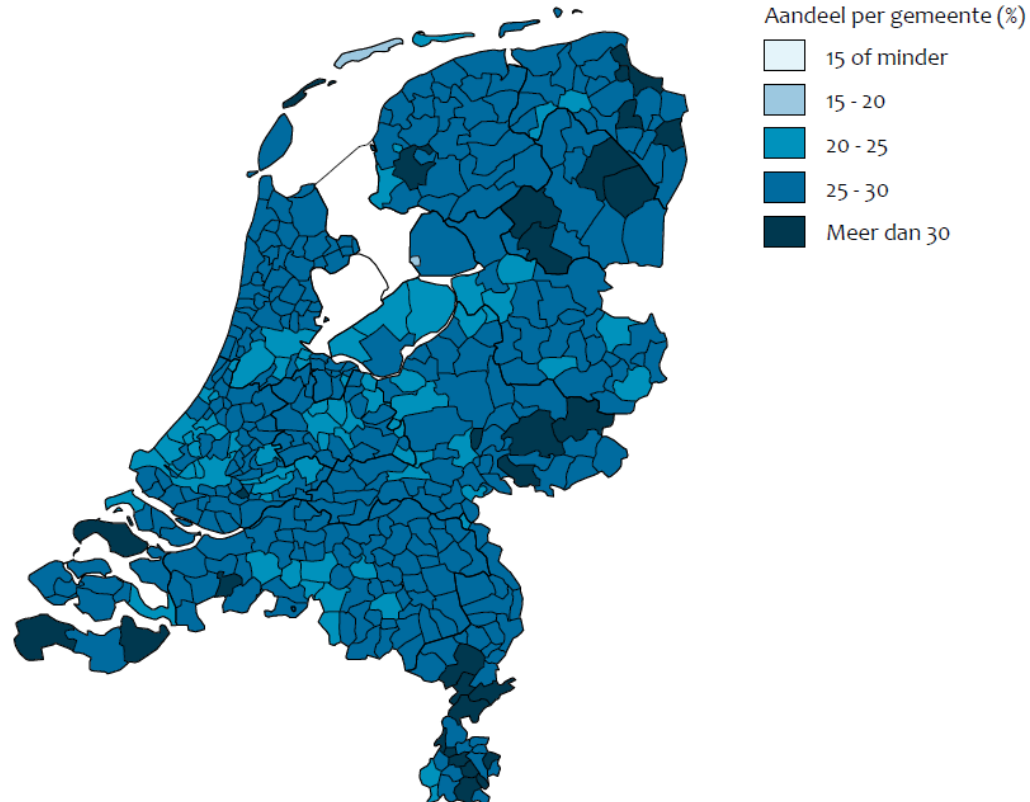 Aandeel per gemeente (%)
15 of minder
15 - 20
20 - 25
25 - 30
Meer dan 30